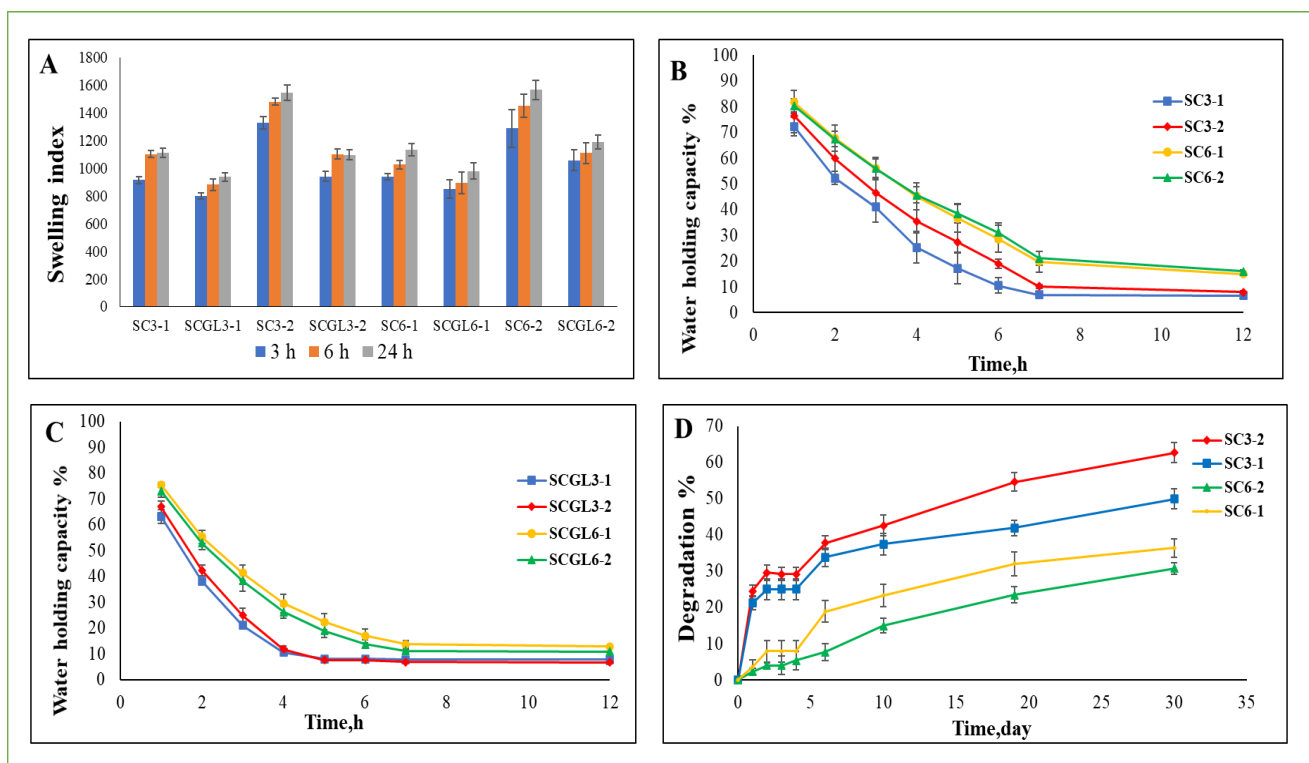 A
Swelling index
1800
1600
1400
1200
1000
800
600
400
200
0
SC3-1 SCGL3-1 SC3-2 SCGL3-2 SC6-1 SCGL6-1 SC6-2 SCGL6-2
3 h 6 h 24 h
B
Water holding capacity %
100
90
80
70
60
50
40
30
20
10
0
0 2 4 6 8 10 12
Time,h
SC3-1
SC3-2
SC6-1
SC6-2
C
Water holding capacity %
100
90
80
70
60
50
40
30
20
10
0
0 2 4 6 8 10 12
Time,h
SCGL3-1
SCGL3-2
SCGL6-1
SCGL6-2
D
Degradation %
70
60
50
40
30
20
10
0
0 5 10 15 20 25 30 35
Time,day
SC3-2
SC3-1
SC6-2
SC6-1